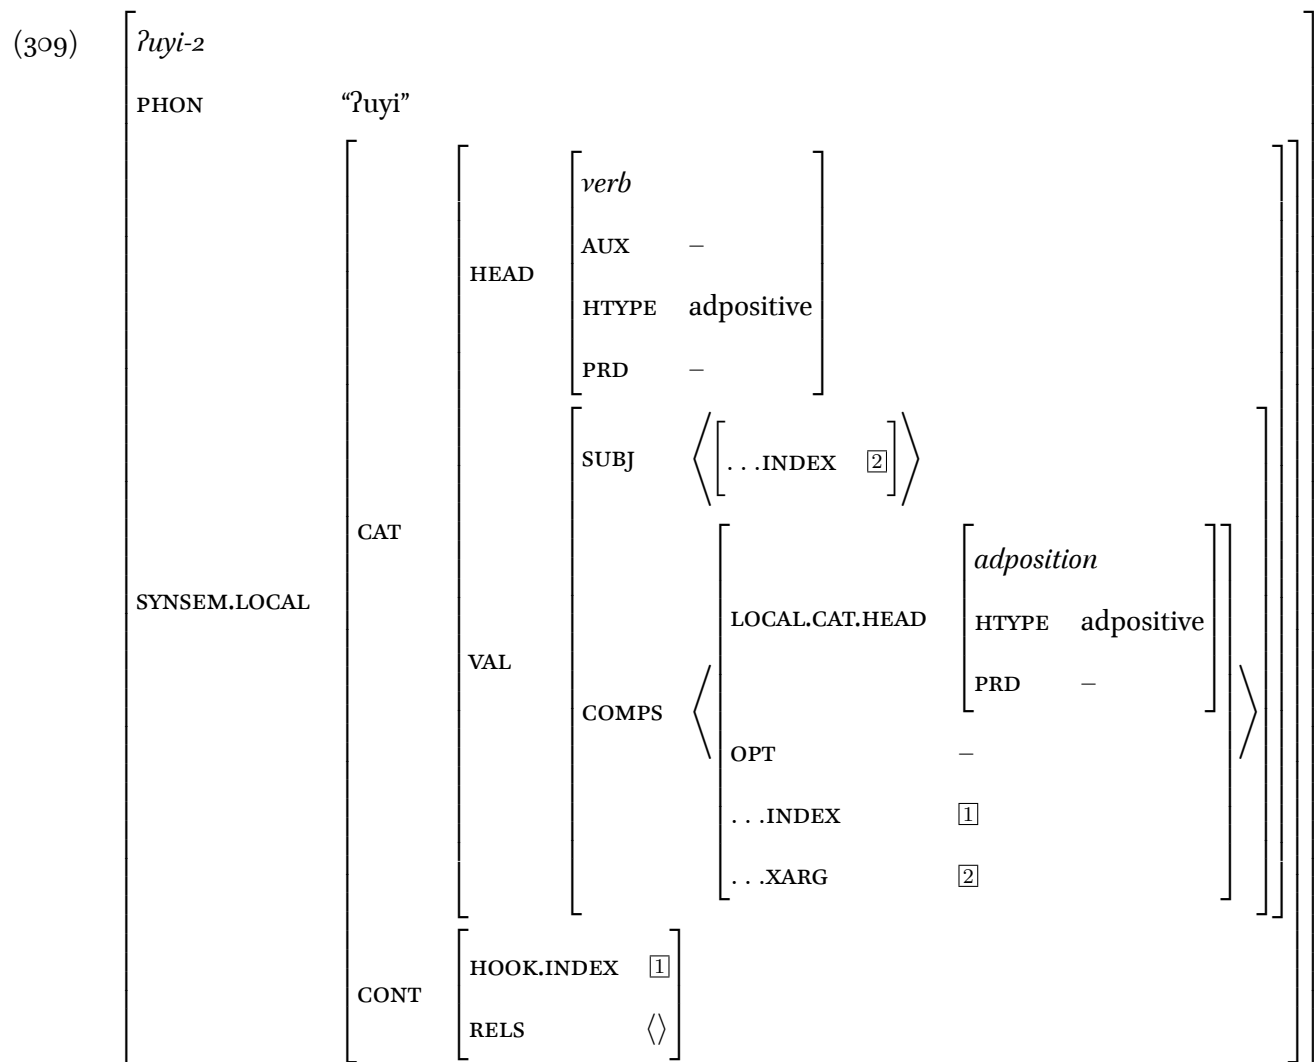 (309)
ʔuyi-2
PHON “ʔuyi”
verb
AUX –
HEAD
HTYPE adpositive
PRD –
SUBJ ⟨[. . .INDEX 2]⟩
CAT
adposition
SYNSEM.LOCAL
LOCAL.CAT.HEAD
HTYPE adpositive
VAL
PRD –
COMPS
OPT –
. . .INDEX 1
. . .XARG 2
HOOK.INDEX 1
CONT
RELS ⟨⟩